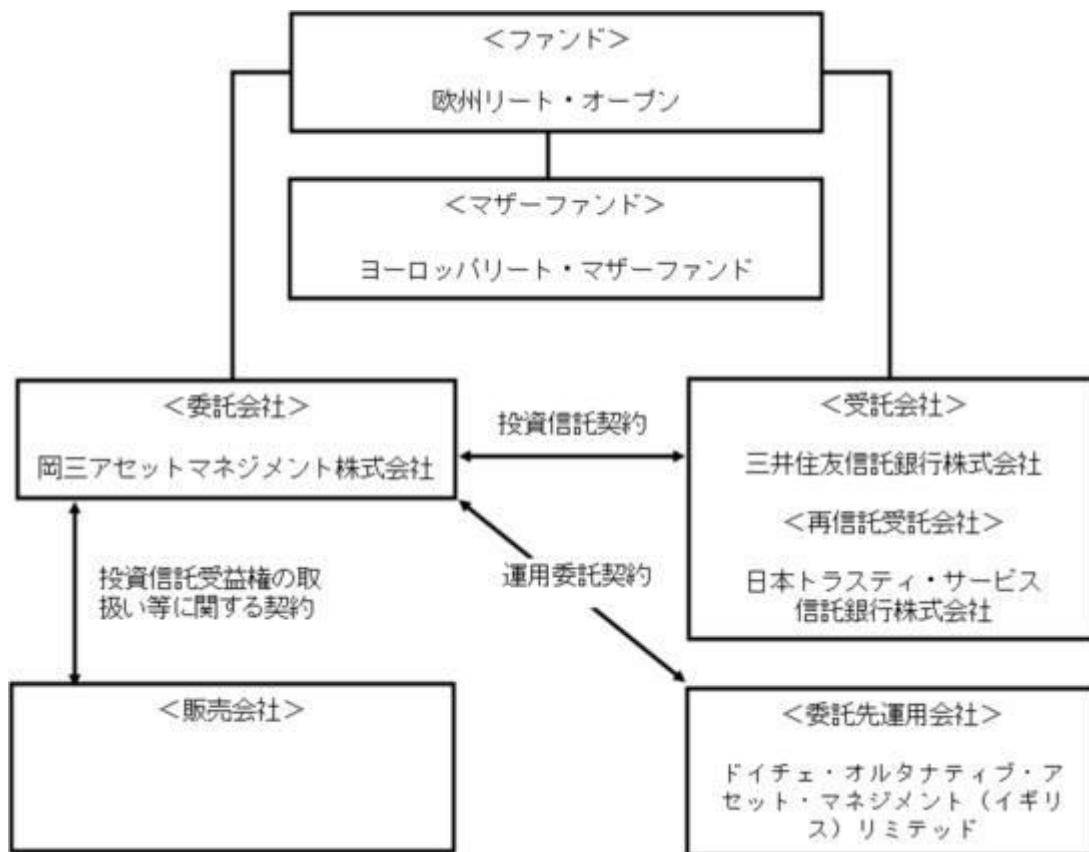 ＜ファンド＞
欧州リート・オープン
＜マザーファンド＞
ヨーロッパリート・マザーファンド
＜委託会社＞
岡三アセットマネジメント株式会社
投資信託契約
＜受託会社＞
三井住友信託銀行株式会社
＜再信託受託会社＞
日本トラスティ・サービス
信託銀行株式会社
投資信託受益権の取
扱い等に関する契約
運用委託契約
＜販売会社＞
＜委託先運用会社＞
ドイチェ・オルタナティブ・ア
セット・マネジメント（イギリ
ス）リミテッド